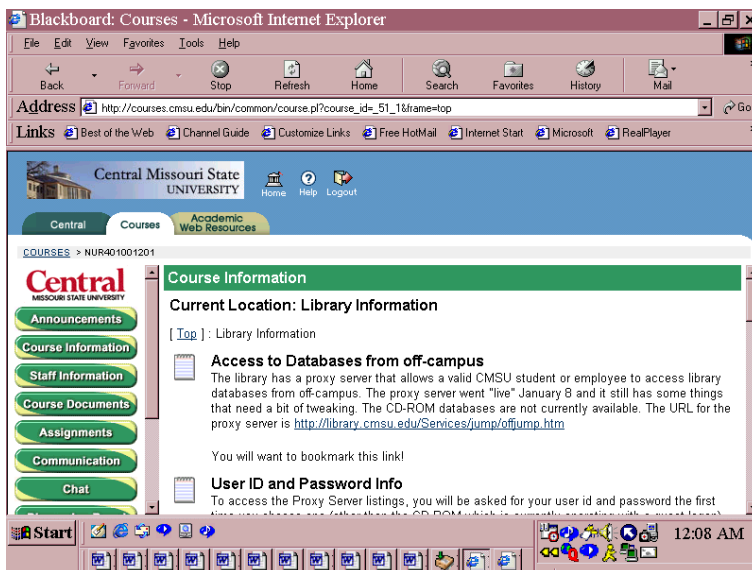 Blackboard: Courses - Microsoft Internet Explorer
File Edit View Favorites Tools Help
Back Forward Stop Refresh Home Search Favorites History Mail
Address http://courses.cmsu.edu/bin/common/course.pl?course_id=_51_1&frame=top Go
Links Best of the Web Channel Guide Customize Links Free HotMail Internet Start Microsoft RealPlayer
Central Missouri State
UNIVERSITY
Home Help Logout
Central Courses Academic
Web Resources
COURSES > NUR401001201
Central
MISSOURI STATE UNIVERSITY
Announcements
Course Information
Staff Information
Course Documents
Assignments
Communication
Chat
Course Information
Current Location: Library Information
[ Top ] : Library Information
Access to Databases from off-campus
The library has a proxy server that allows a valid CMSU student or employee to access library
databases from off-campus. The proxy server went "live" January 8 and it still has some things
that need a bit of tweaking. The CD-ROM databases are not currently available. The URL for the
proxy server is http://library.cmsu.edu/Services/jump/offjump.htm
You will want to bookmark this link!
User ID and Password Info
To access the Proxy Server listings, you will be asked for your user id and password the first
Start 12:08 AM